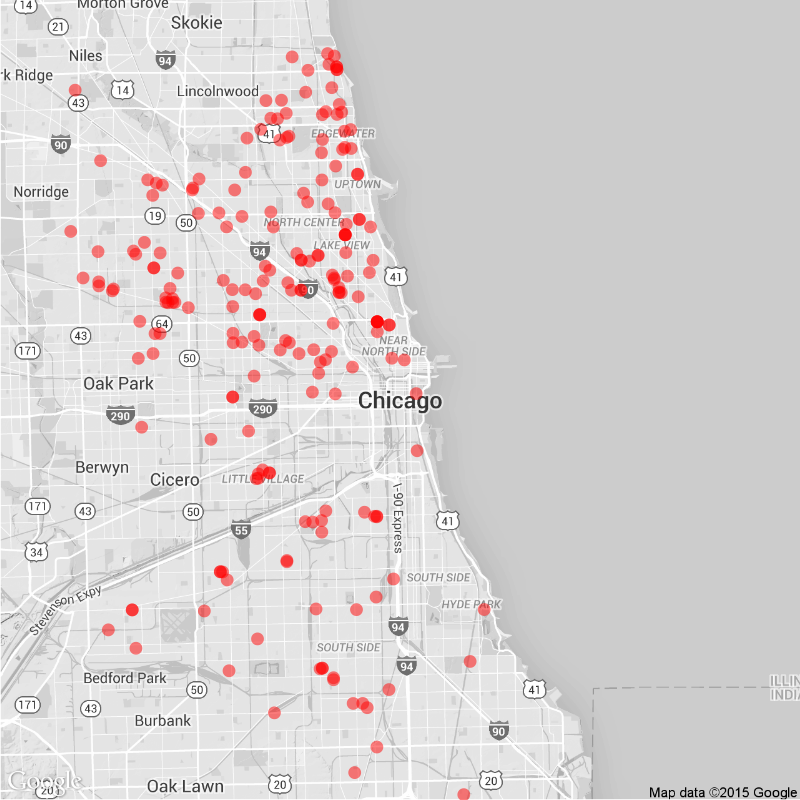 Morton Grove
14
21
Skokie
Niles
94
rk Ridge
14
Lincolnwood
43
41
EDGEWATER
90
Norridge
UPTOWN
19
50
NORTH CENTER
LAKE VIEW
94
41
90
64
43
NEAR
NORTH SIDE
171
50
Oak Park
Chicago
290
290
Berwyn
Cicero
LITTLE VILLAGE
171
43
50
I-90 Express
41
55
34
SOUTH SIDE
Stevenson Expy
HYDE PARK
94
SOUTH SIDE
94
Bedford Park
ILLIN
INDIA
50
41
171
43
Burbank
90
Google
20
Oak Lawn
20
20
Map data ©2015 Google